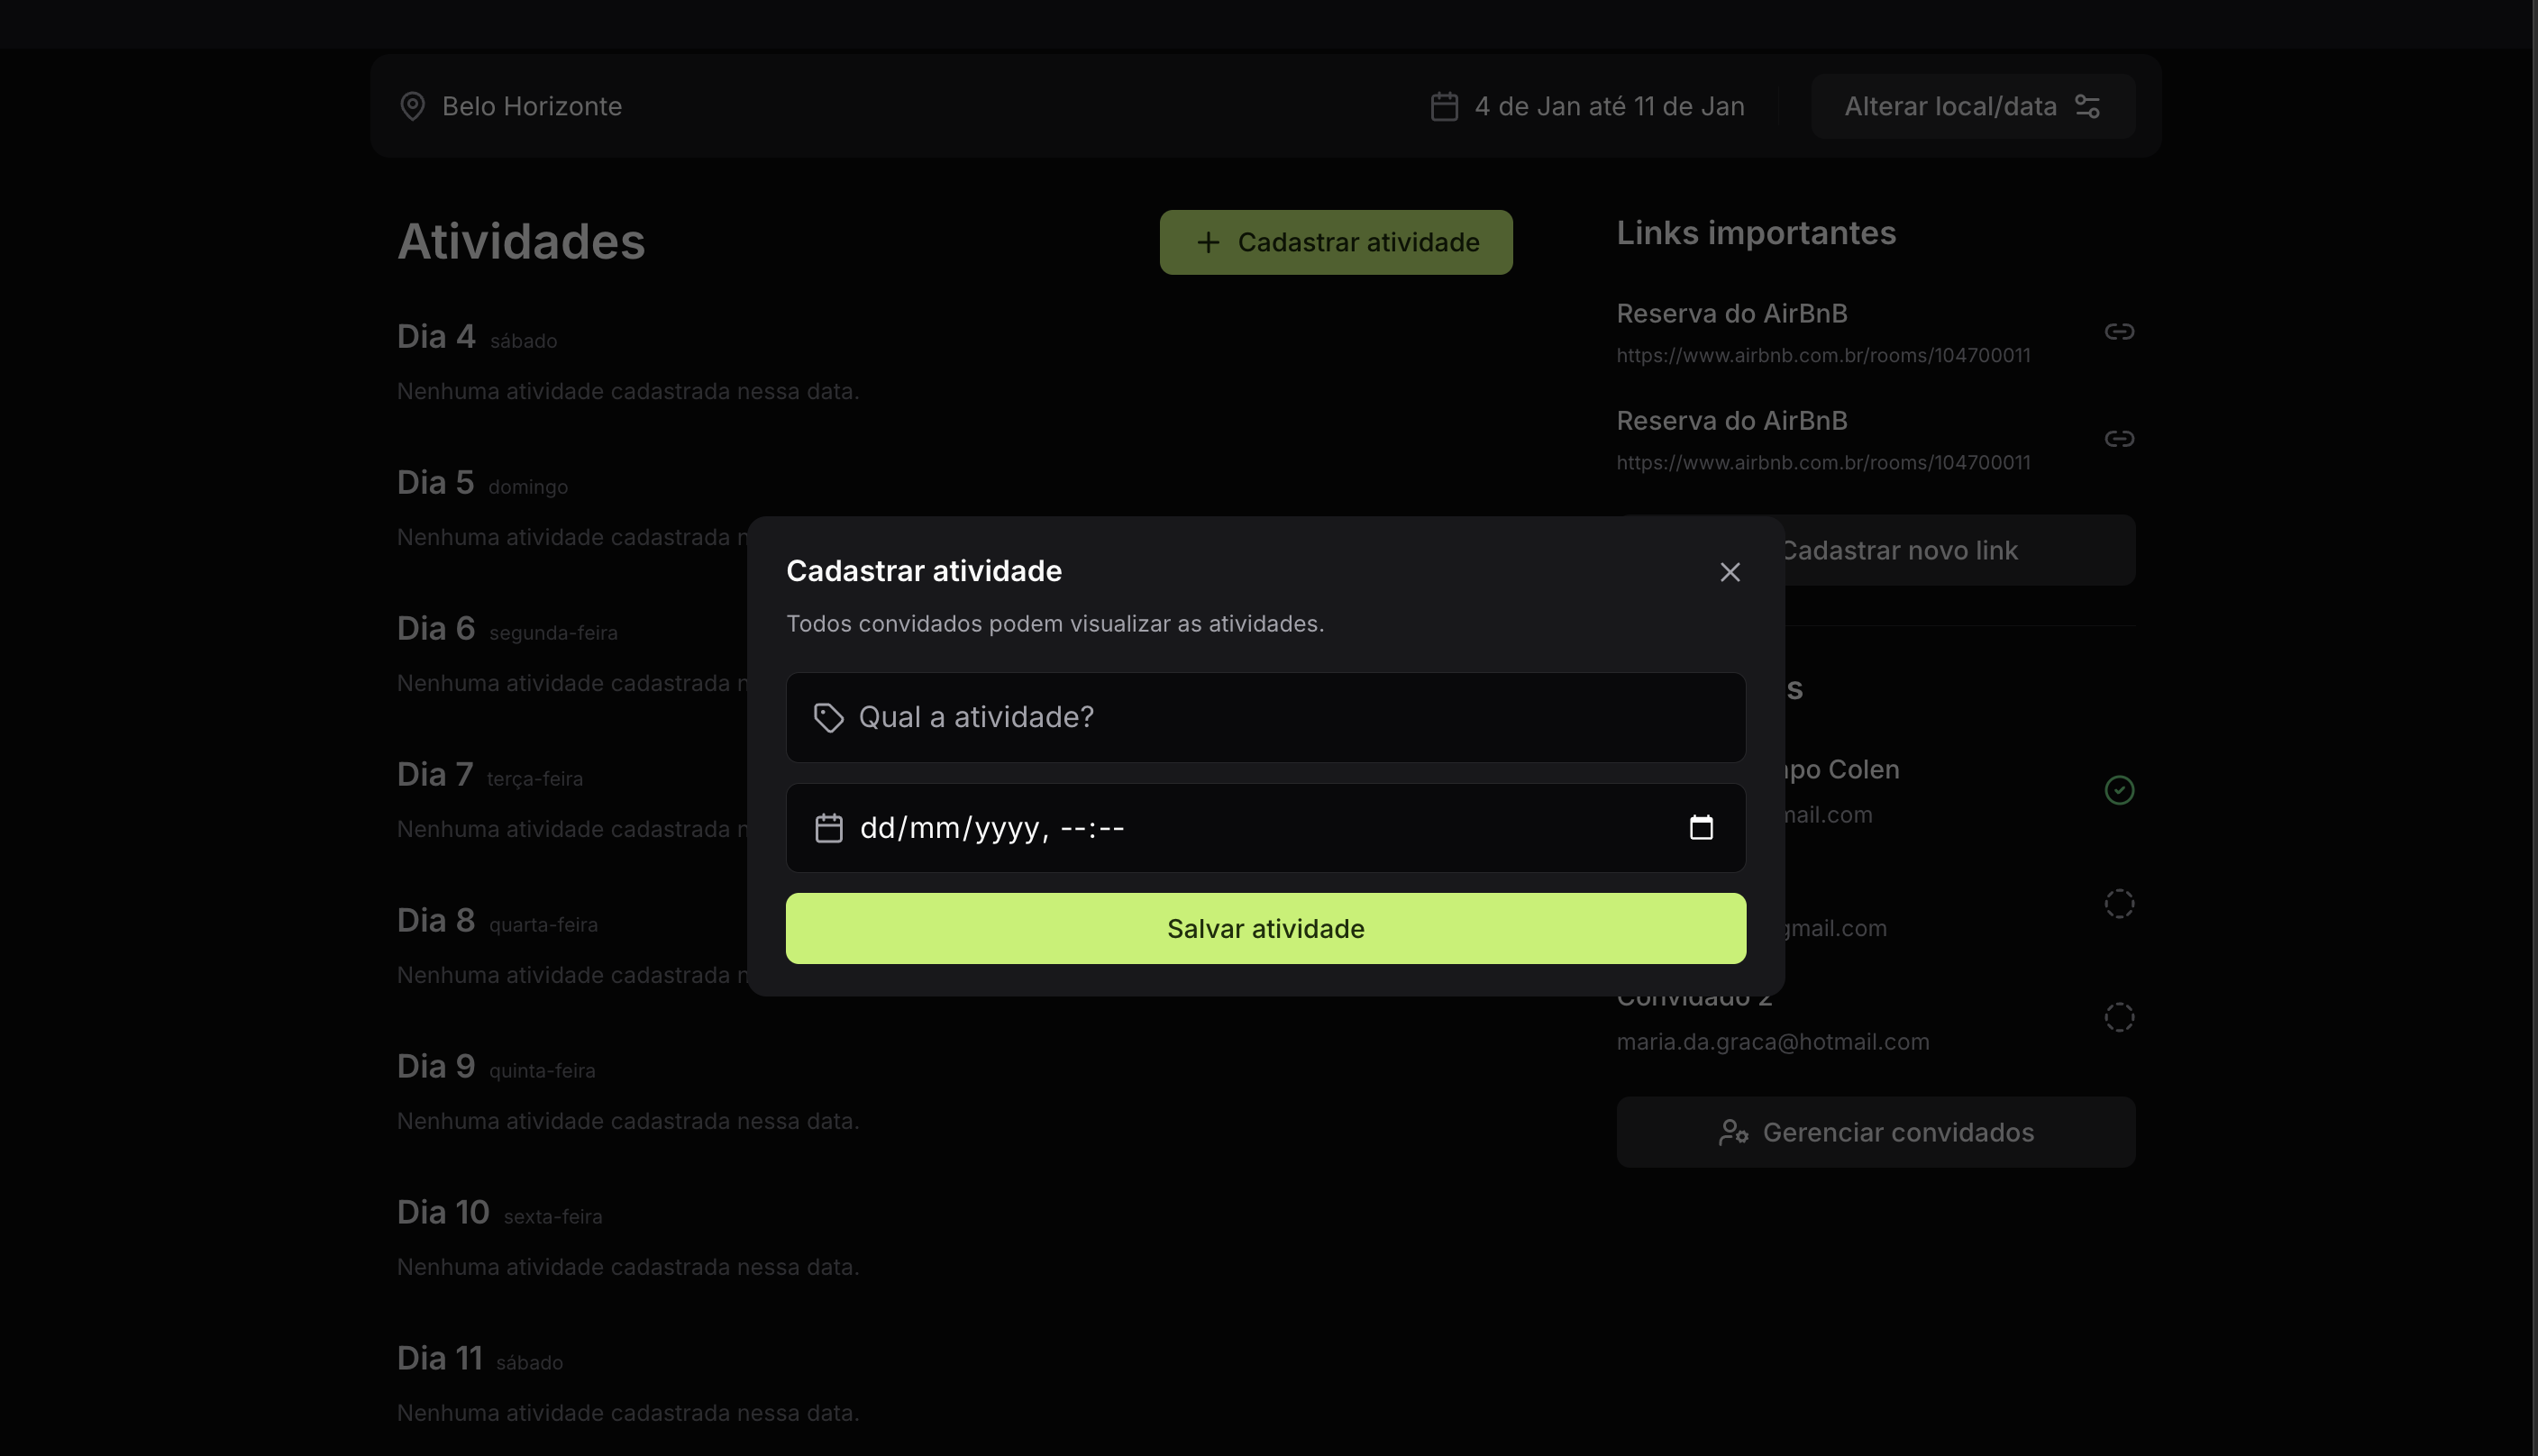 Belo Horizonte
4 de Jan até 11 de Jan
Alterar local/data
Atividades
Cadastrar atividade
Dia 4 sábado
Nenhuma atividade cadastrada nessa data.
Dia 5 domingo
Nenhuma atividade cadastrada
Dia 6 segunda-feira
Nenhuma atividade cadastrada
Dia 7 terça-feira
Nenhuma atividade cadastrada
Dia 8 quarta-feira
Nenhuma atividade cadastrada
Dia 9 quinta-feira
Nenhuma atividade cadastrada nessa data.
Dia 10 sexta-feira
Nenhuma atividade cadastrada nessa data.
Dia 11 sábado
Nenhuma atividade cadastrada nessa data.
Cadastrar atividade
Todos convidados podem visualizar as atividades.
Qual a atividade?
dd/mm/yyyy, --:--
Salvar atividade
Links importantes
Reserva do AirBnB
https://www.airbnb.com.br/rooms/104700011
Reserva do AirBnB
https://www.airbnb.com.br/rooms/104700011
Cadastrar novo link
Colen
gmail.com
Convidado 2
maria.da.graca@hotmail.com
Gerenciar convidados